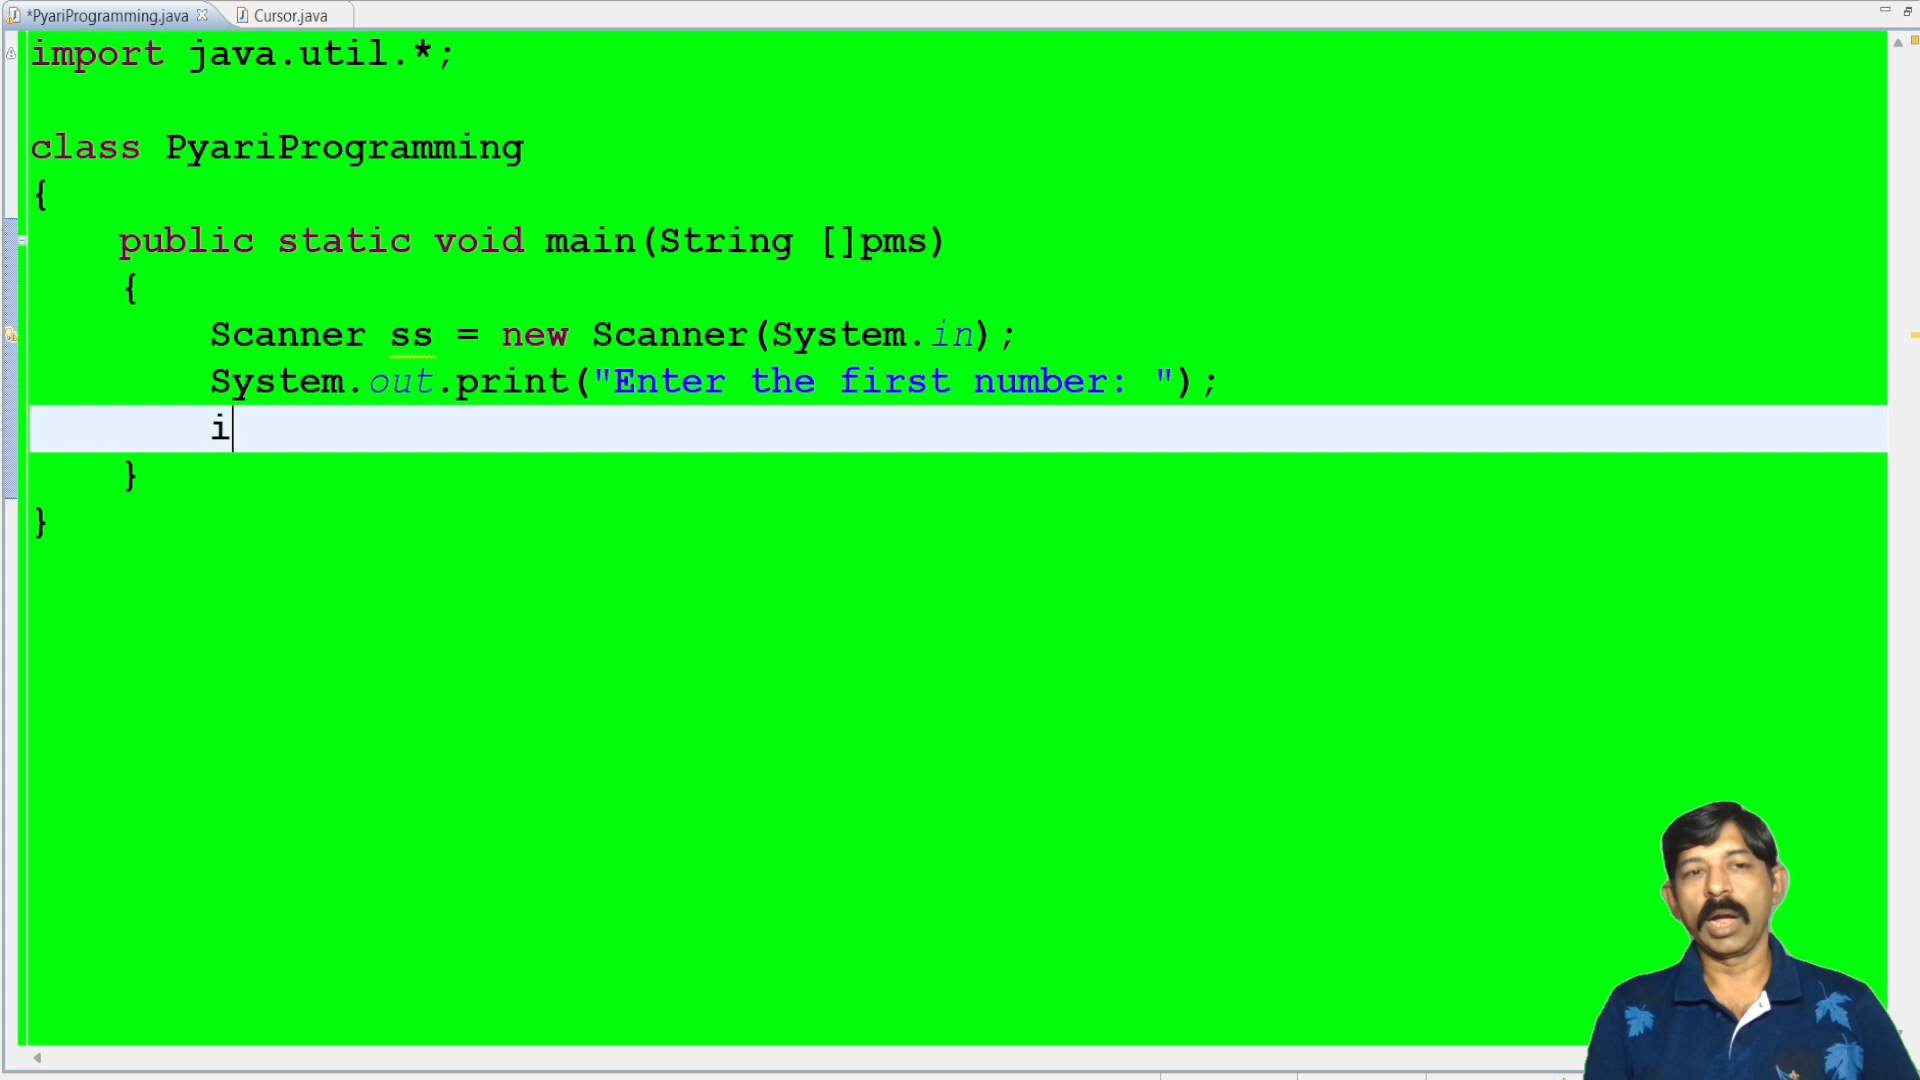 *PyariProgramming.java
Cursor.java
import java.util.*;
class PyariProgramming
{
public static void main(String []pms)
{
Scanner ss = new Scanner(System.in);
System.out.print("Enter the first number: ");
i
}
}